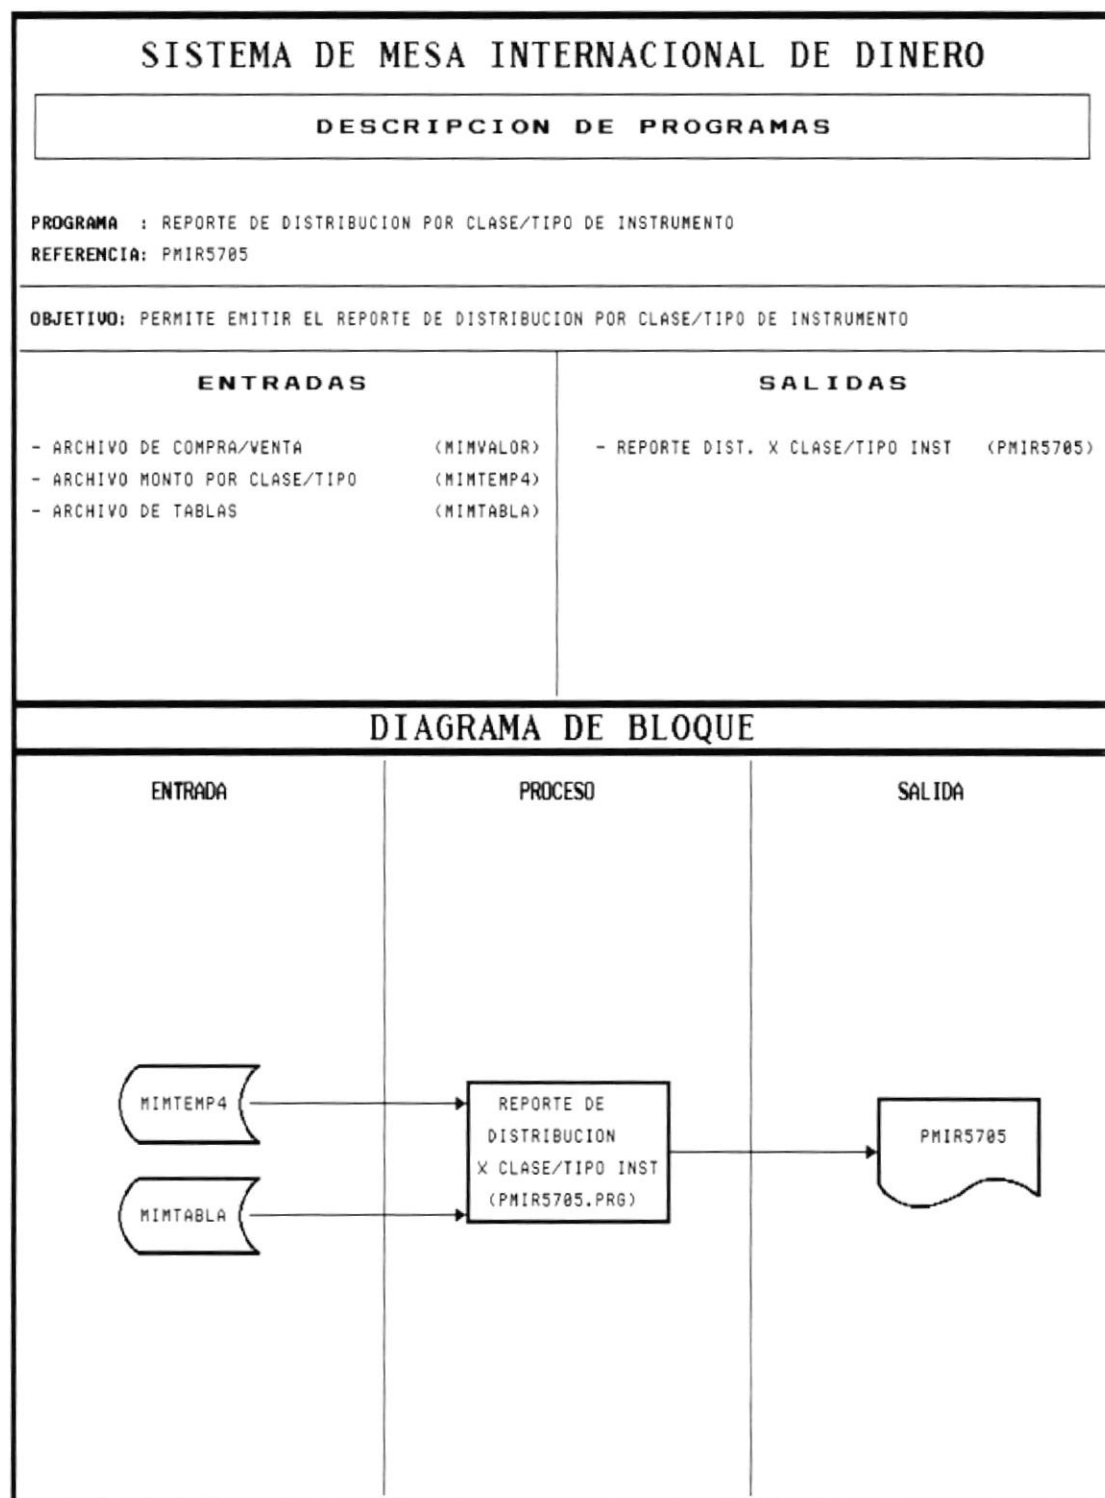 SISTEMA DE MESA INTERNACIONAL DE DINERO
DESCRIPCION DE PROGRAMAS
PROGRAMA : REPORTE DE DISTRIBUCION POR CLASE/TIPO DE INSTRUMENTO
REFERENCIA: PMIR5705
OBJETIVO: PERMITE EMITIR EL REPORTE DE DISTRIBUCION POR CLASE/TIPO DE INSTRUMENTO
ENTRADAS
- ARCHIVO DE COMPRA/VENTA (MIMVALOR)
- ARCHIVO MONTO POR CLASE/TIPO (MIMTEMP4)
- ARCHIVO DE TABLAS (MIMTABLA)
SALIDAS
- REPORTE DIST. X CLASE/TIPO INST (PMIR5705)
DIAGRAMA DE BLOQUE
ENTRADA
PROCESO
SALIDA
MIMTEMP4
MIMTABLA
REPORTE DE
DISTRIBUCION
X CLASE/TIPO INST
(PMIR5705.PRG)
PMIR5705